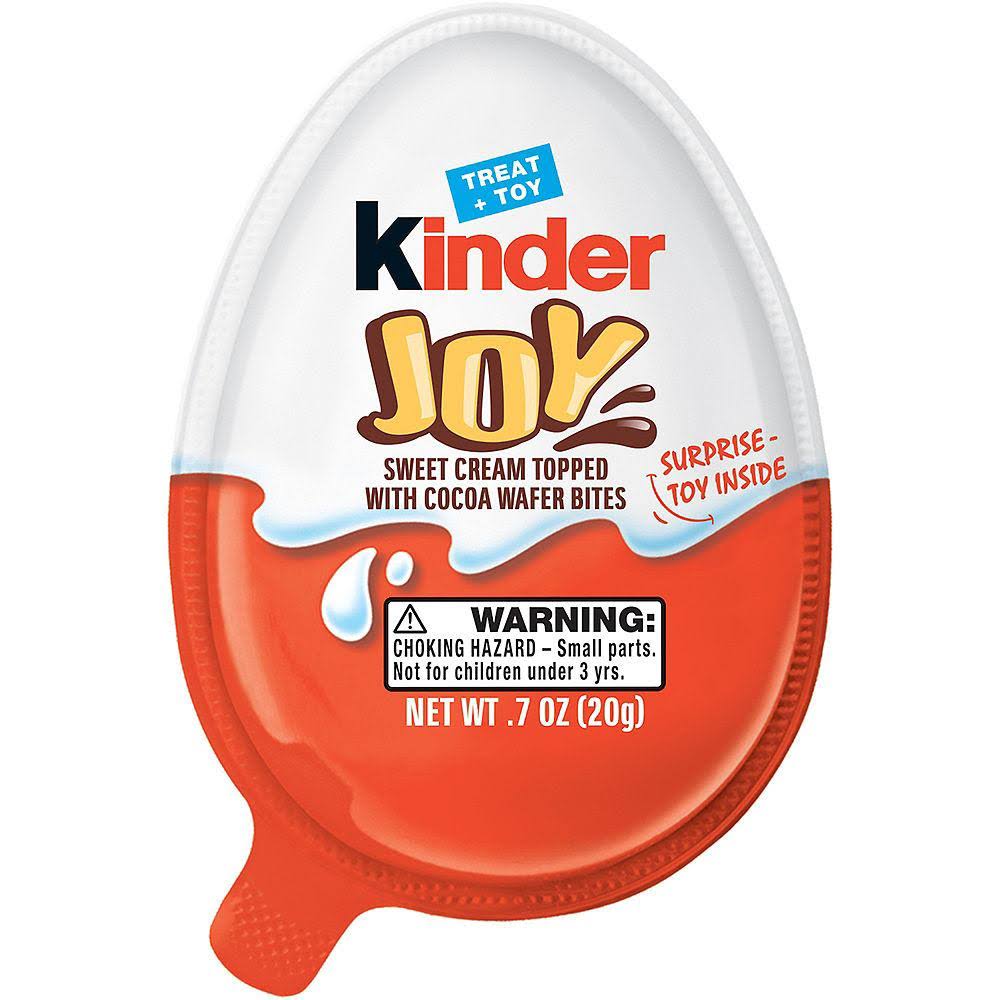 TREAT
+ TOY
Kinder
JOY
SWEET CREAM TOPPED
WITH COCOA WAFER BITES
SURPRISE -
TOY INSIDE
WARNING:
CHOKING HAZARD – Small parts.
Not for children under 3 yrs.
NET WT .7 OZ (20g)